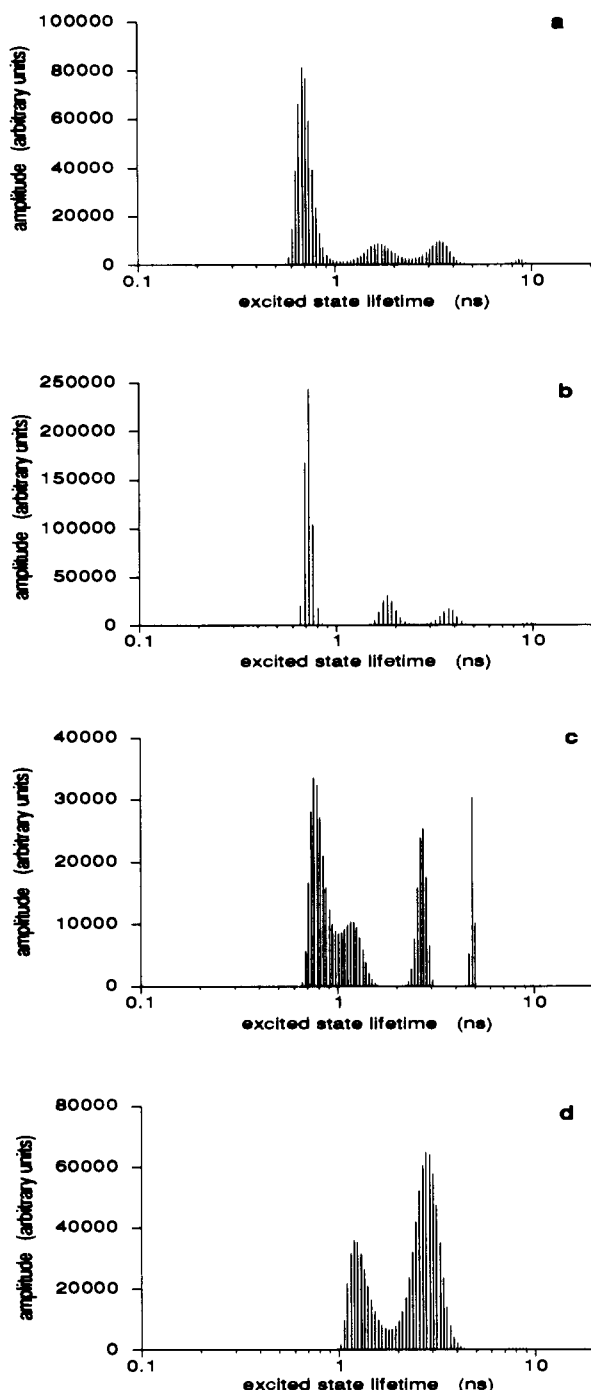 a
amplitude (arbitrary units)
100000
80000
60000
40000
20000
0
0.1 1 10
excited state lifetime (ns)
b
amplitude (arbitrary units)
250000
200000
150000
100000
50000
0
0.1 1 10
excited state lifetime (ns)
c
amplitude (arbitrary units)
40000
30000
20000
10000
0
0.1 1 10
excited state lifetime (ns)
d
amplitude (arbitrary units)
80000
60000
40000
20000
0
0.1 1 10
excited state lifetime (ns)